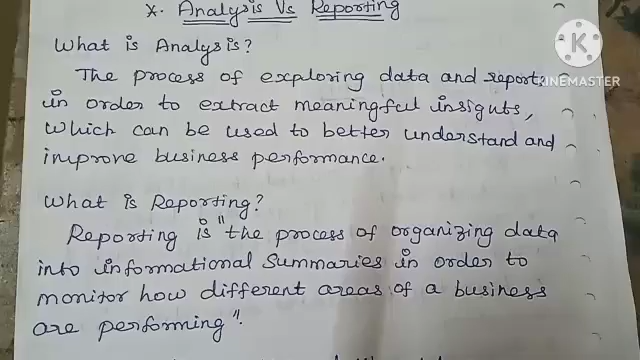 *. Analysis Vs Reporting
What is Analysis?
The process of exploring data and report
in order to extract meaningful insights,
which can be used to better understand and
improve business performance.
What is Reporting?
Reporting is "the process of organizing data
into informational summaries in order to
monitor how different areas of a business
are performing".
K
KINEMASTER